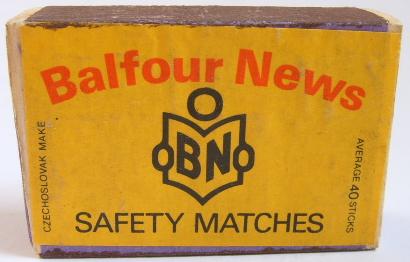 Balfour News
BN
SAFETY MATCHES
CZECHOSLOVAK MAKE
AVERAGE 40 STICKS